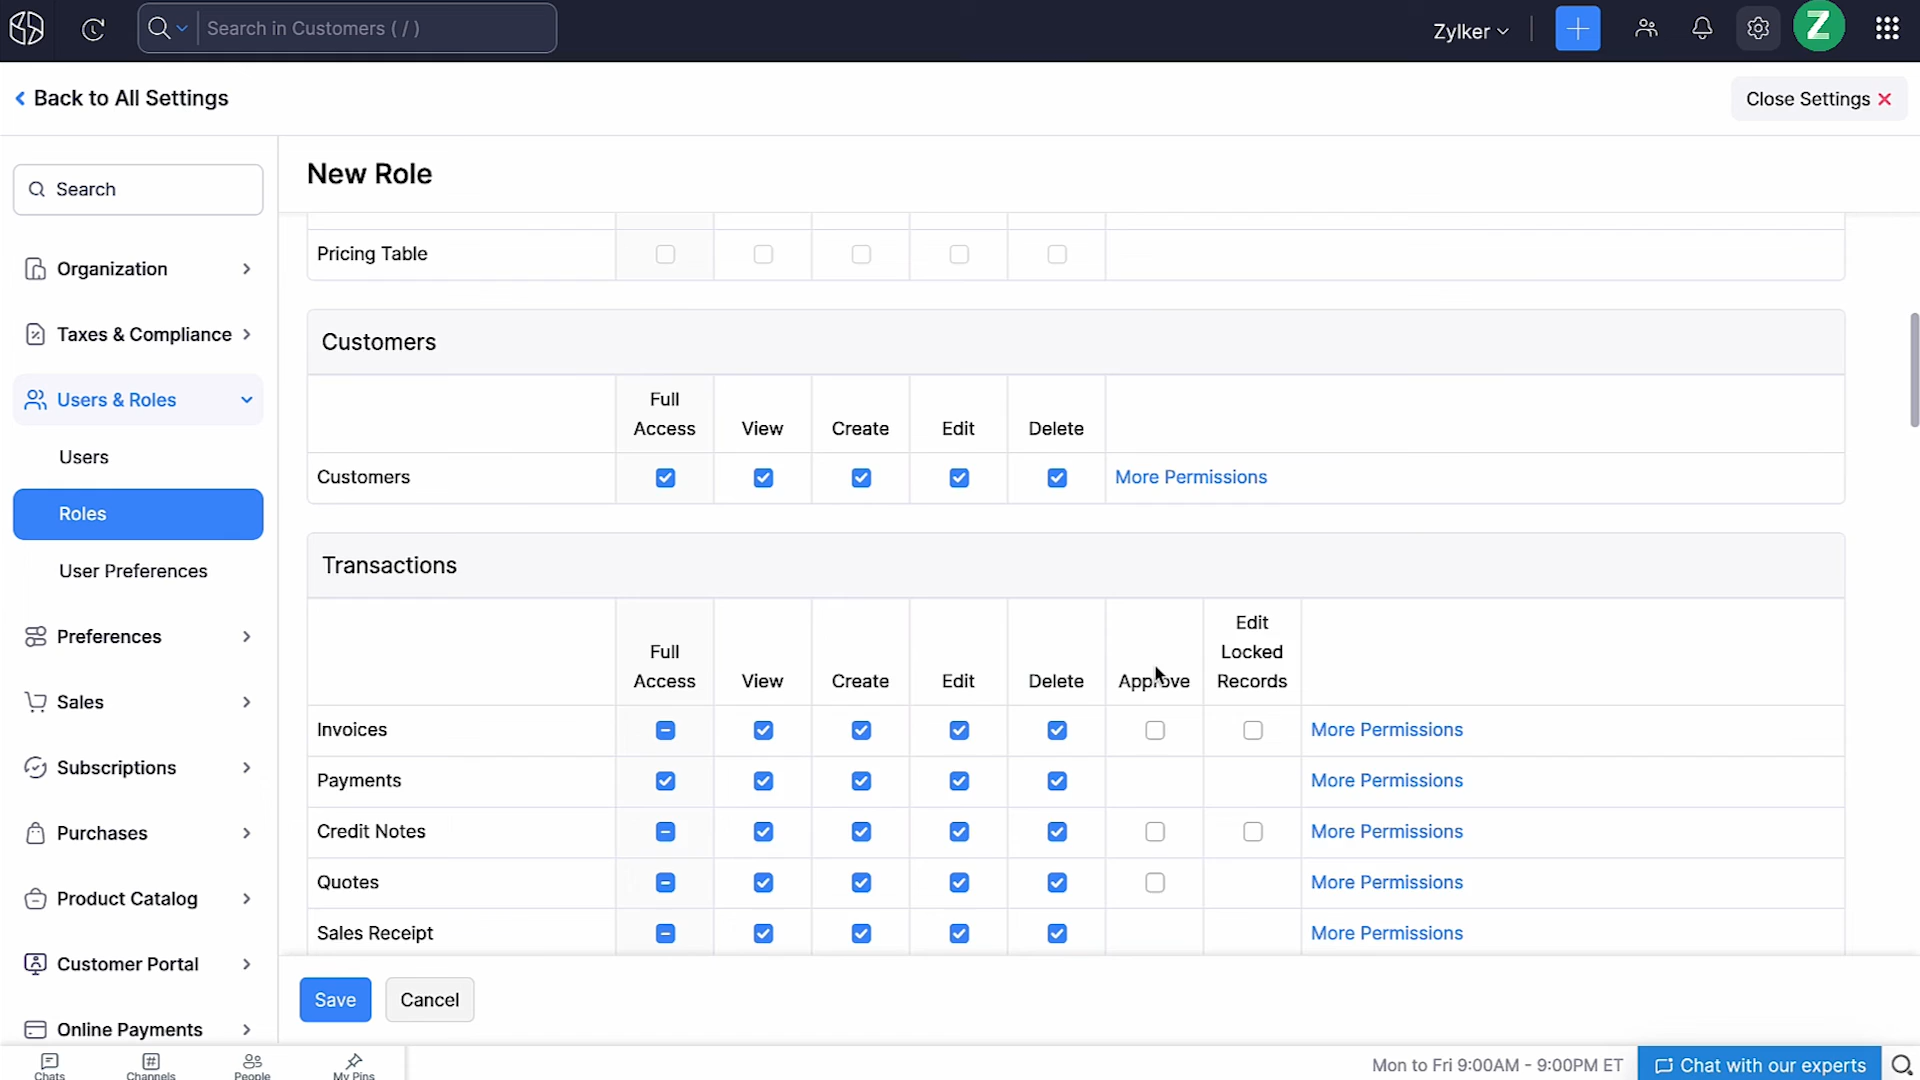 Search in Customers ( / )
Zylker
Z
Back to All Settings
Close Settings
Search
Organization
Taxes & Compliance
Users & Roles
Users
Roles
User Preferences
Preferences
Sales
Subscriptions
Purchases
Product Catalog
Customer Portal
Online Payments
New Role
Pricing Table
Customers
Full Access View Create Edit Delete
Customers More Permissions
Transactions
Full Access View Create Edit Delete Approve Edit Locked Records
Invoices More Permissions
Payments More Permissions
Credit Notes More Permissions
Quotes More Permissions
Sales Receipt More Permissions
Save Cancel
Chats Channels People My Pins
Mon to Fri 9:00AM - 9:00PM ET
Chat with our experts